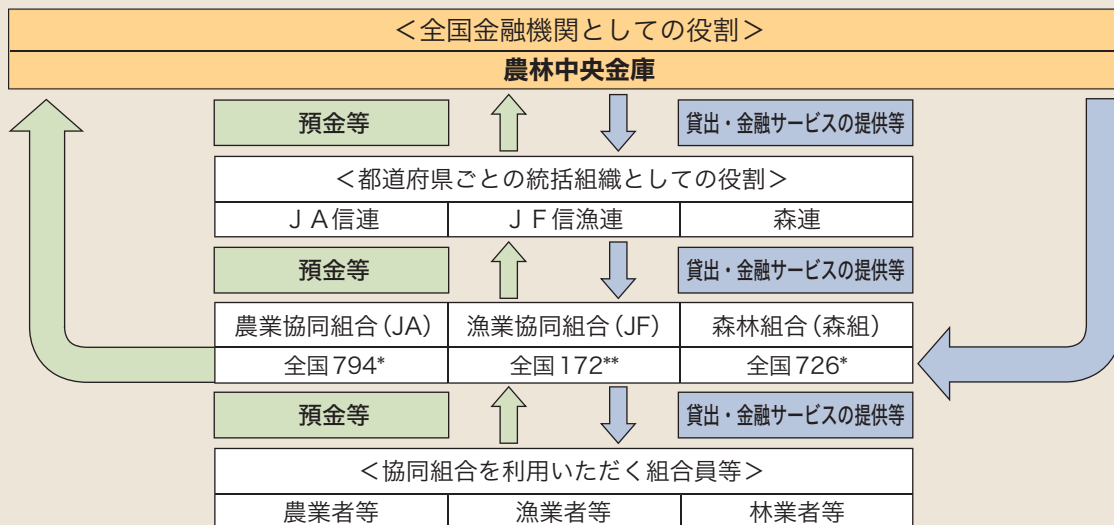 ＜全国金融機関としての役割＞
農林中央金庫
預金等 貸出・金融サービスの提供等
＜都道府県ごとの統括組織としての役割＞
ＪＡ信連 ＪＦ信漁連 森連
預金等 貸出・金融サービスの提供等
農業協同組合(JA) 漁業協同組合(JF) 森林組合(森組)
全国794* 全国172** 全国726*
預金等 貸出・金融サービスの提供等
＜協同組合を利用いただく組合員等＞
農業者等 漁業者等 林業者等